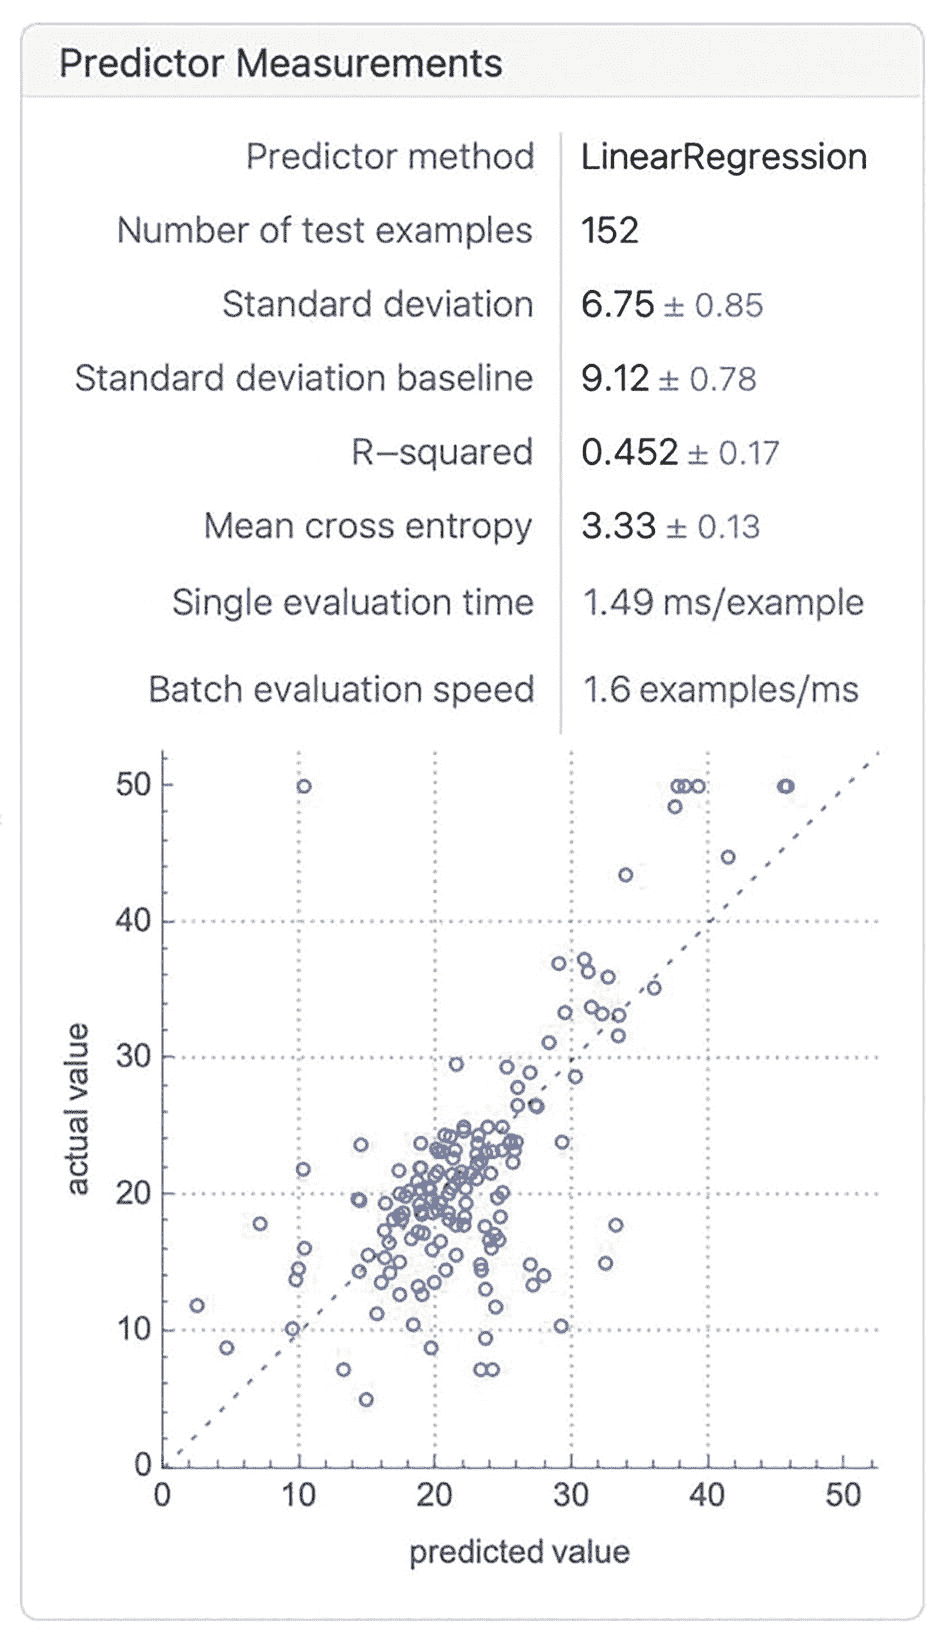 Predictor Measurements
Predictor method LinearRegression
Number of test examples 152
Standard deviation 6.75 ± 0.85
Standard deviation baseline 9.12 ± 0.78
R–squared 0.452 ± 0.17
Mean cross entropy 3.33 ± 0.13
Single evaluation time 1.49 ms/example
Batch evaluation speed 1.6 examples/ms
50
40
30
20
10
0
actual value
0 10 20 30 40 50
predicted value